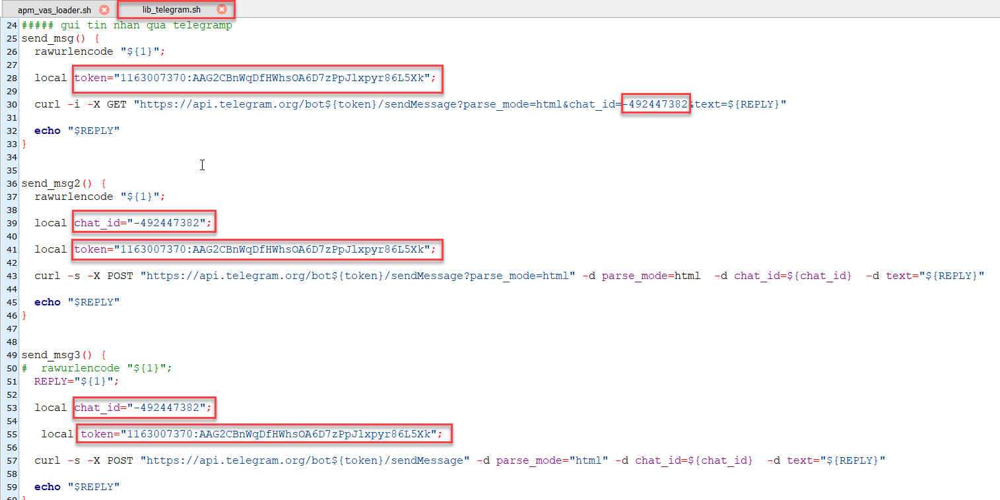 apm_vas_loader.sh lib_telegram.sh
24 ##### gui tin nhan qua telegramp
25 send_msg() {
26 rawurlencode "${1}";
27
28 local token="1163007370:AAG2CBnWqDfHWhsOA6D7zPpJlxpyr86L5Xk";
29
30 curl -i -X GET "https://api.telegram.org/bot${token}/sendMessage?parse_mode=html&chat_id=-492447382&text=${REPLY}"
31
32 echo "$REPLY"
33 }
34
35
36 send_msg2() {
37 rawurlencode "${1}";
38
39 local chat_id="-492447382";
40
41 local token="1163007370:AAG2CBnWqDfHWhsOA6D7zPpJlxpyr86L5Xk";
42
43 curl -s -X POST "https://api.telegram.org/bot${token}/sendMessage?parse_mode=html" -d parse_mode=html -d chat_id=${chat_id} -d text="${REPLY}"
44
45 echo "$REPLY"
46 }
47
48
49 send_msg3() {
50 # rawurlencode "${1}";
51 REPLY="${1}";
52
53 local chat_id="-492447382";
54
55 local token="1163007370:AAG2CBnWqDfHWhsOA6D7zPpJlxpyr86L5Xk";
56
57 curl -s -X POST "https://api.telegram.org/bot${token}/sendMessage" -d parse_mode="html" -d chat_id=${chat_id} -d text="${REPLY}"
58
59 echo "$REPLY"